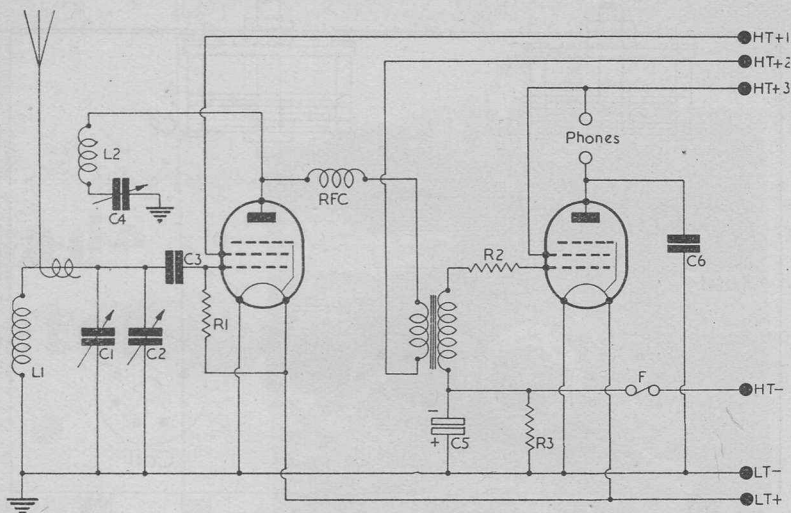 HT+1
HT+2
HT+3
Phones
L2
RFC
C4
C3
R2
C6
R1
C1
C2
L1
F
HT-
-
+
C5
R3
LT-
LT+